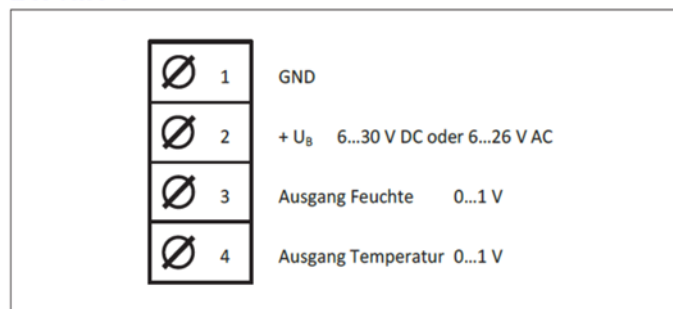 1 GND
2 + U_B 6...30 V DC oder 6...26 V AC
3 Ausgang Feuchte 0...1 V
4 Ausgang Temperatur 0...1 V